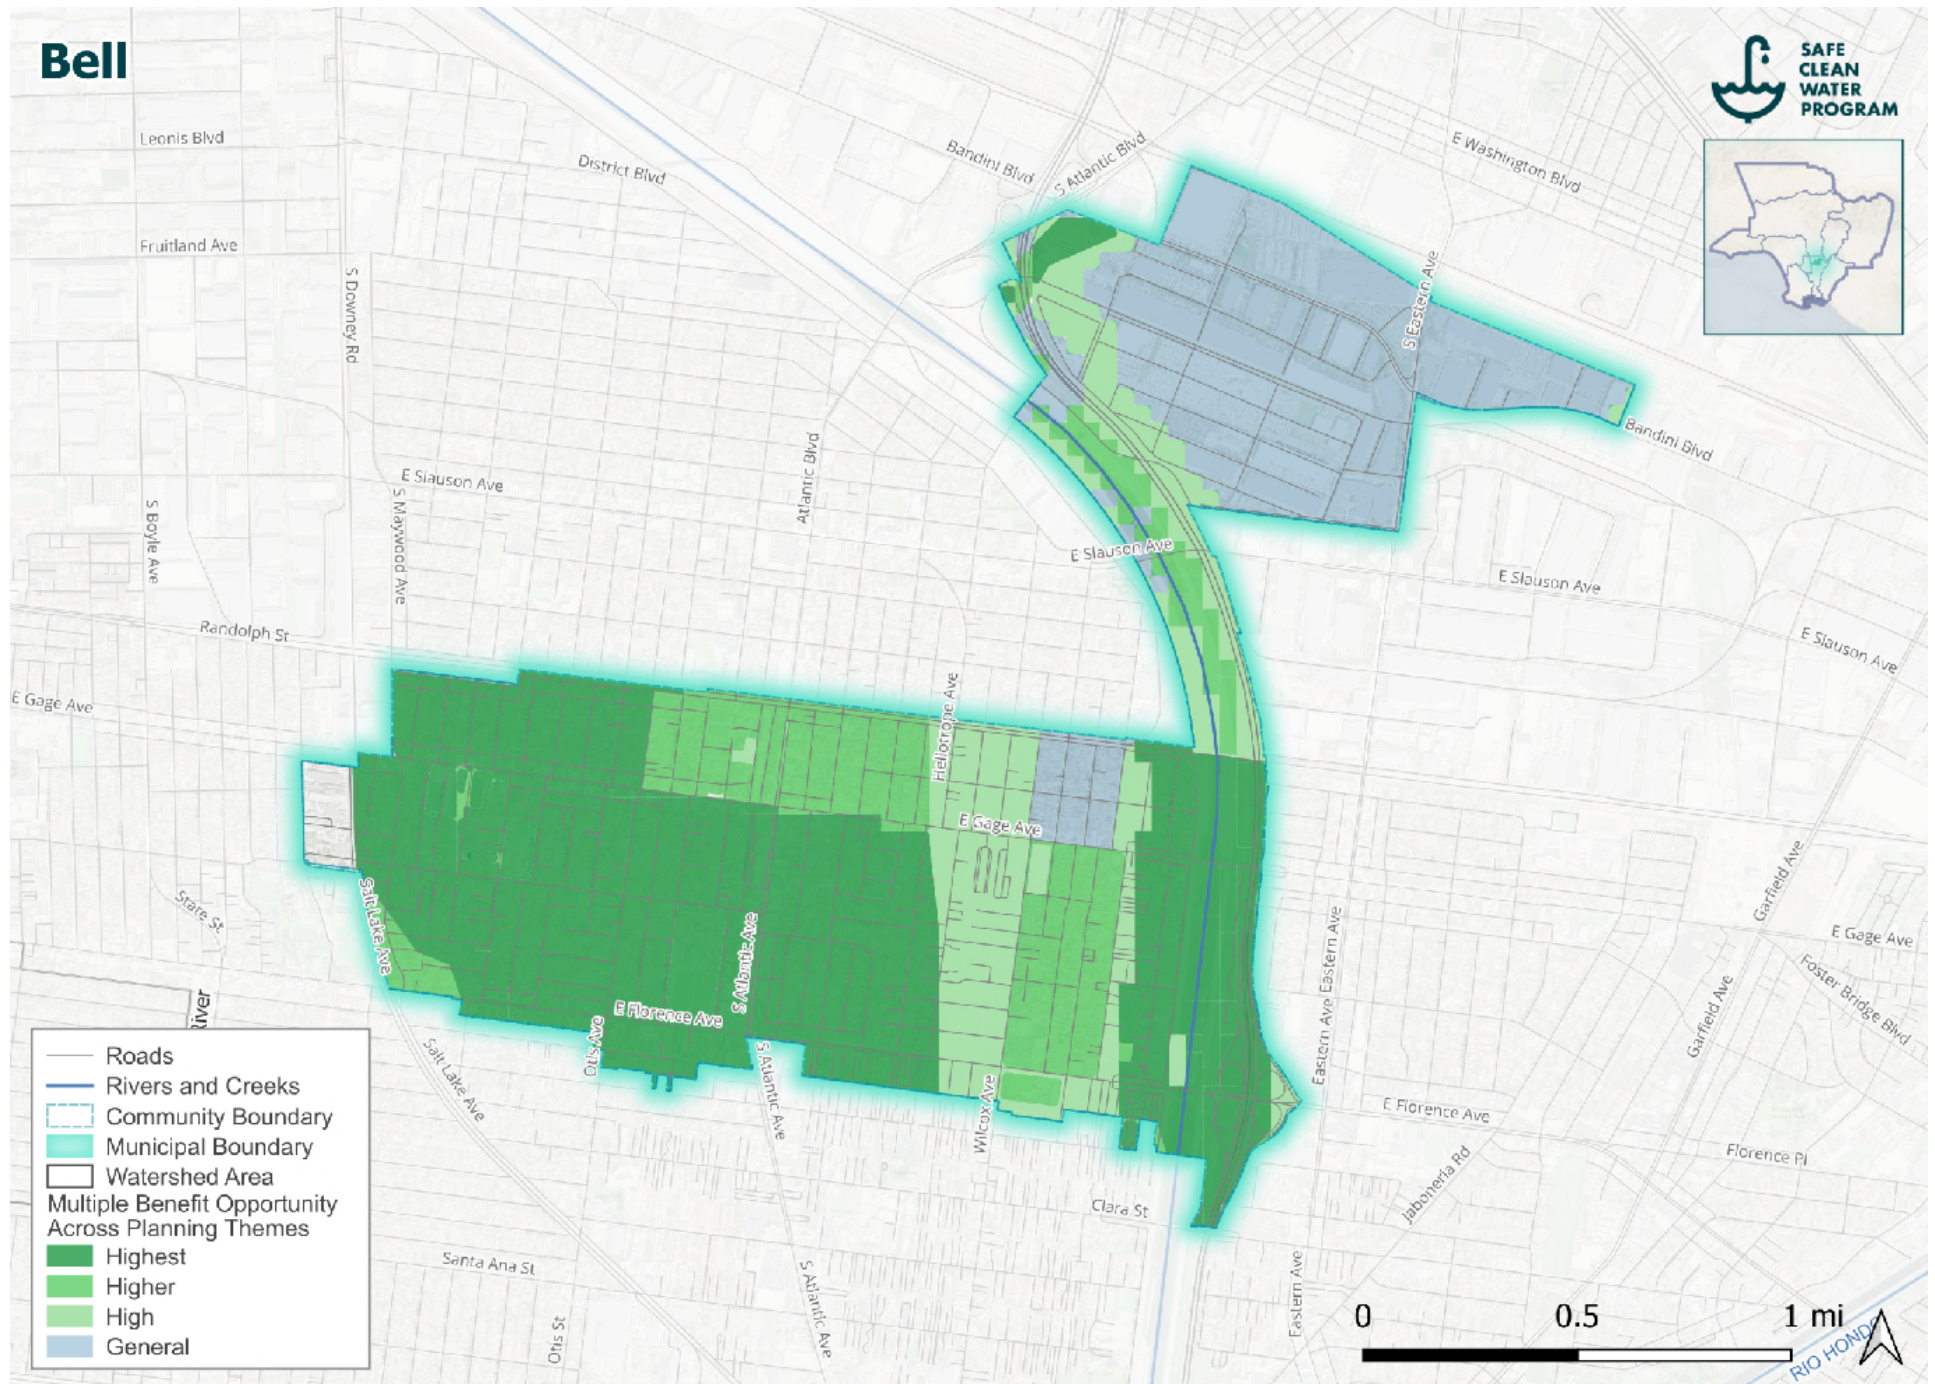 Bell
SAFE
CLEAN
WATER
PROGRAM
Leonis Blvd
District Blvd
Bandini Blvd
S Atlantic Blvd
E Washington Blvd
Fruitland Ave
S Downey Rd
S Eastern Ave
Bandini Blvd
E Slauson Ave
Atlantic Blvd
S Boyle Ave
S Maywood Ave
E Slauson Ave
E Slauson Ave
E Slauson Ave
Randolph St
E Gage Ave
Heliotrope Ave
E Gage Ave
Garfield Ave
State St
Salt Lake Ave
S Atlantic Ave
Eastern Ave
Eastern Ave
E Gage Ave
Foster Bridge Blvd
River
E Florence Ave
Otis Ave
Salt Lake Ave
S Atlantic Ave
Wilcox Ave
Garfield Ave
E Florence Ave
Florence Pl
Jaboneria Rd
Clara St
Santa Ana St
S Atlantic Ave
Otis St
Eastern Ave
RIO HONDO
Roads
Rivers and Creeks
Community Boundary
Municipal Boundary
Watershed Area
Multiple Benefit Opportunity
Across Planning Themes
Highest
Higher
High
General
0 0.5 1 mi